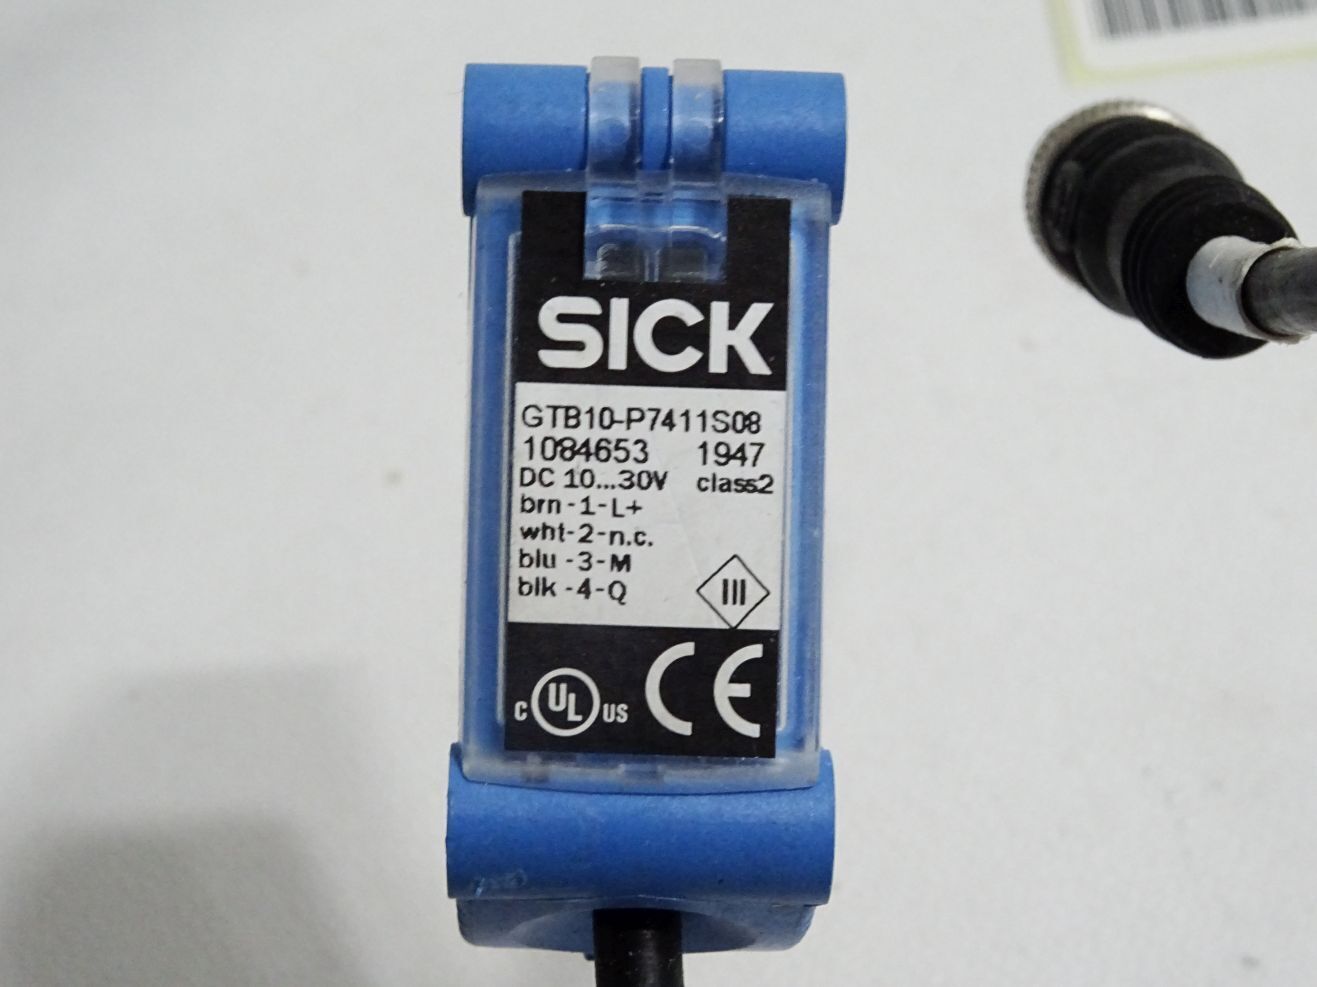 SICK
GTB10-P7411S08
1084653 1947
DC 10...30V class2
brn -1-L+
wht-2-n.c.
blu -3-M
blk -4-Q
III
C UL US CE